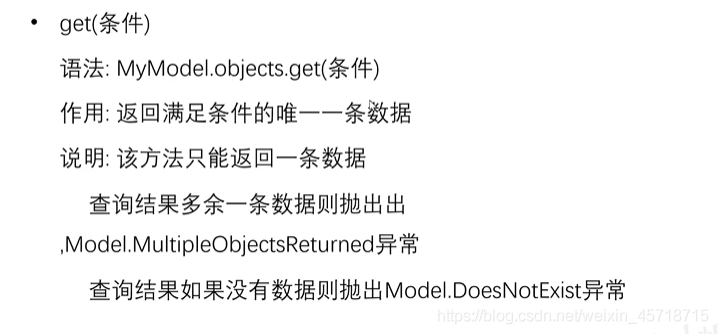 • get(条件)
语法: MyModel.objects.get(条件)
作用: 返回满足条件的唯一一条数据
说明: 该方法只能返回一条数据
查询结果多余一条数据则抛出出
,Model.MultipleObjectsReturned异常
查询结果如果没有数据则抛出Model.DoesNotExist异常
https://blog.csdn.net/weixin_45718715